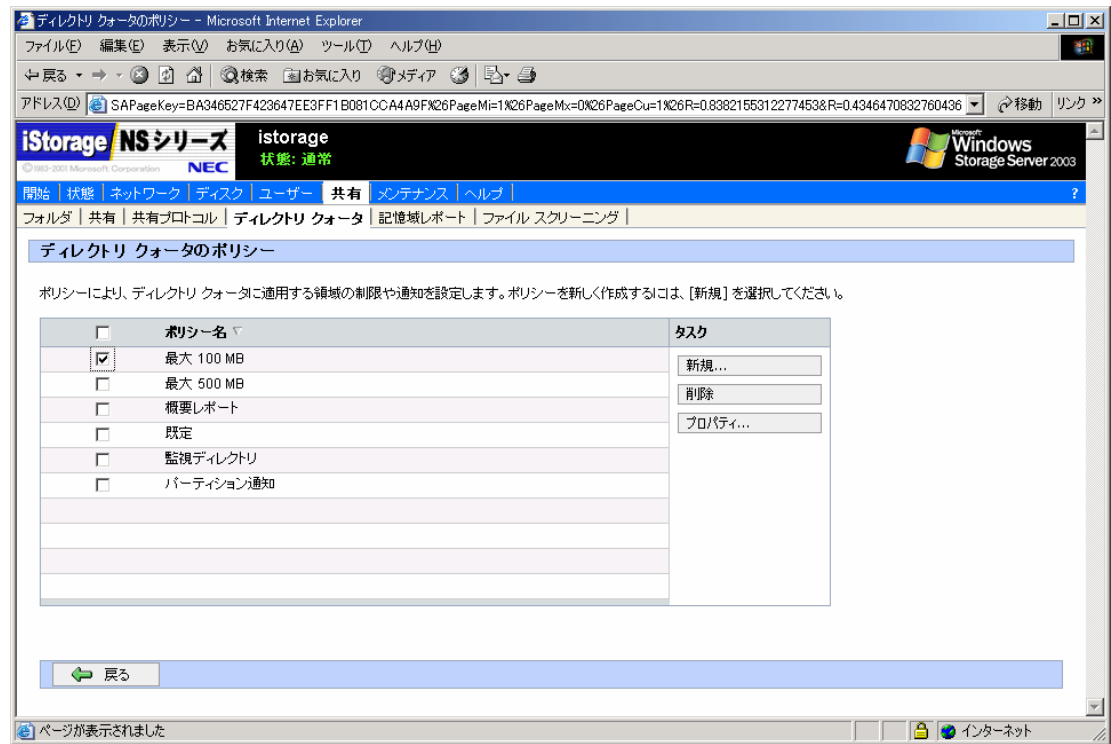 ディレクトリ クォータのポリシー - Microsoft Internet Explorer
ファイル(F) 編集(E) 表示(V) お気に入り(A) ツール(T) ヘルプ(H)
戻る 検索 お気に入り メディア
アドレス(D) SAPageKey=BA346527F423647EE3FF1B081CCA4A9F%26PageMi=1%26PageMx=0%26PageCu=1%26R=0.8382155312277453&R=0.4346470832760436 移動 リンク »
iStorage NSシリーズ istorage
状態: 通常
©1983-2001 Microsoft Corporation NEC
Microsoft Windows Storage Server 2003
開始 状態 ネットワーク ディスク ユーザー 共有 メンテナンス ヘルプ ?
フォルダ 共有 共有プロトコル ディレクトリ クォータ 記憶域レポート ファイル スクリーニング
ディレクトリ クォータのポリシー
ポリシーにより、ディレクトリ クォータに適用する領域の制限や通知を設定します。ポリシーを新しく作成するには、[新規] を選択してください。
ポリシー名 タスク
最大 100 MB
新規...
最大 500 MB
削除
概要レポート
プロパティ...
既定
監視ディレクトリ
パーティション通知
戻る
ページが表示されました インターネット